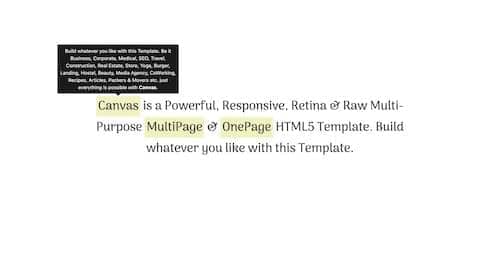 Build whatever you like with this Template. Be it
Business, Corporate, Medical, SEO, Travel,
Construction, Real Estate, Store, Yoga, Burger,
Landing, Hostel, Beauty, Media Agency, CoWorking,
Recipes, Articles, Packers & Movers etc. just
everything is possible with Canvas.
Canvas is a Powerful, Responsive, Retina & Raw Multi-
Purpose MultiPage & OnePage HTML5 Template. Build
whatever you like with this Template.